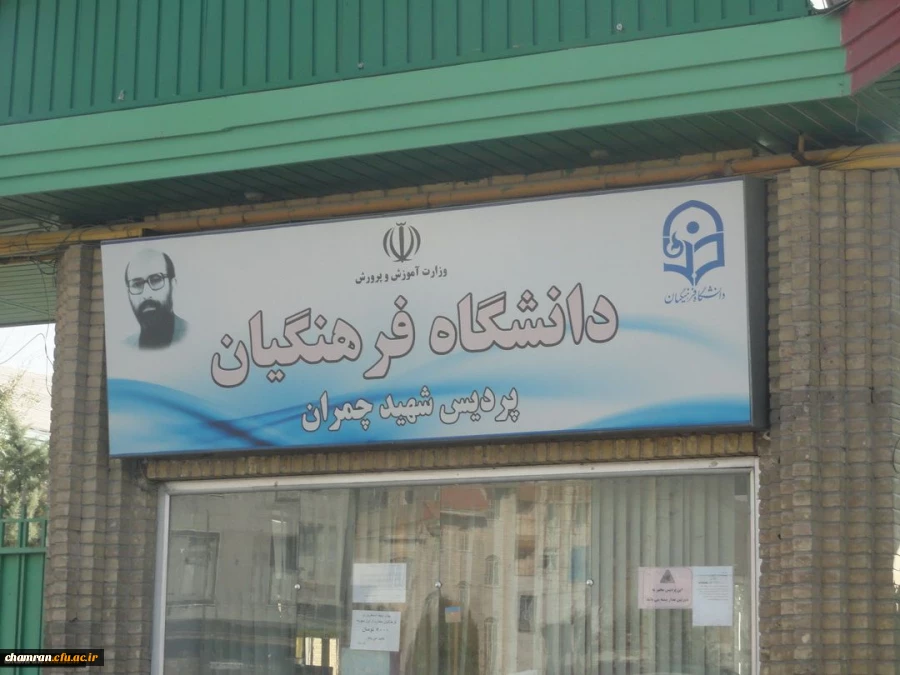 وزارت آموزش و پرورش
دانشگاه فرهنگیان
پردیس شهید چمران
دانشگاه فرهنگیان
chamran.cfu.ac.ir